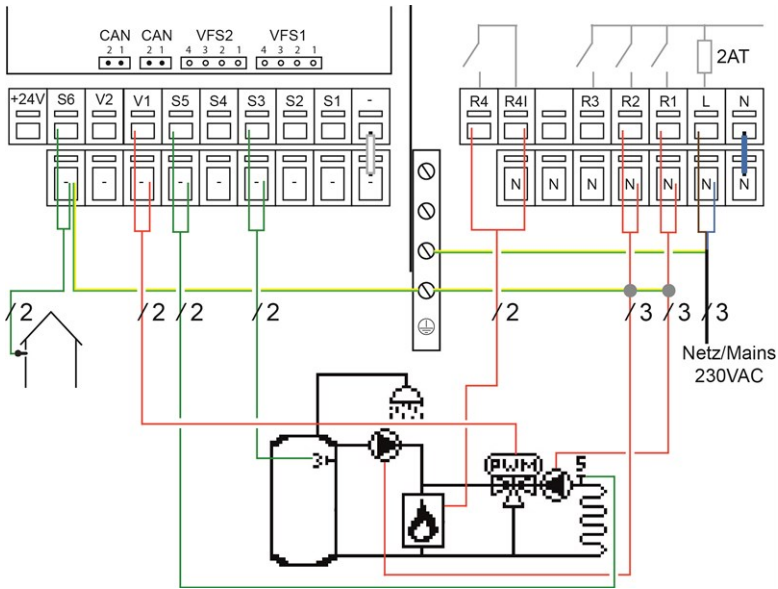 CAN CAN VFS2 VFS1
2 1 2 1 4 3 2 1 4 3 2 1
2AT
+24V S6 V2 V1 S5 S4 S3 S2 S1 - R4 R4I R3 R2 R1 L N
- - - - - - - - - N N N N N N N
/2 /2 /2 /2 /2 /3 /3 /3
Netz/Mains
230VAC
PWM S